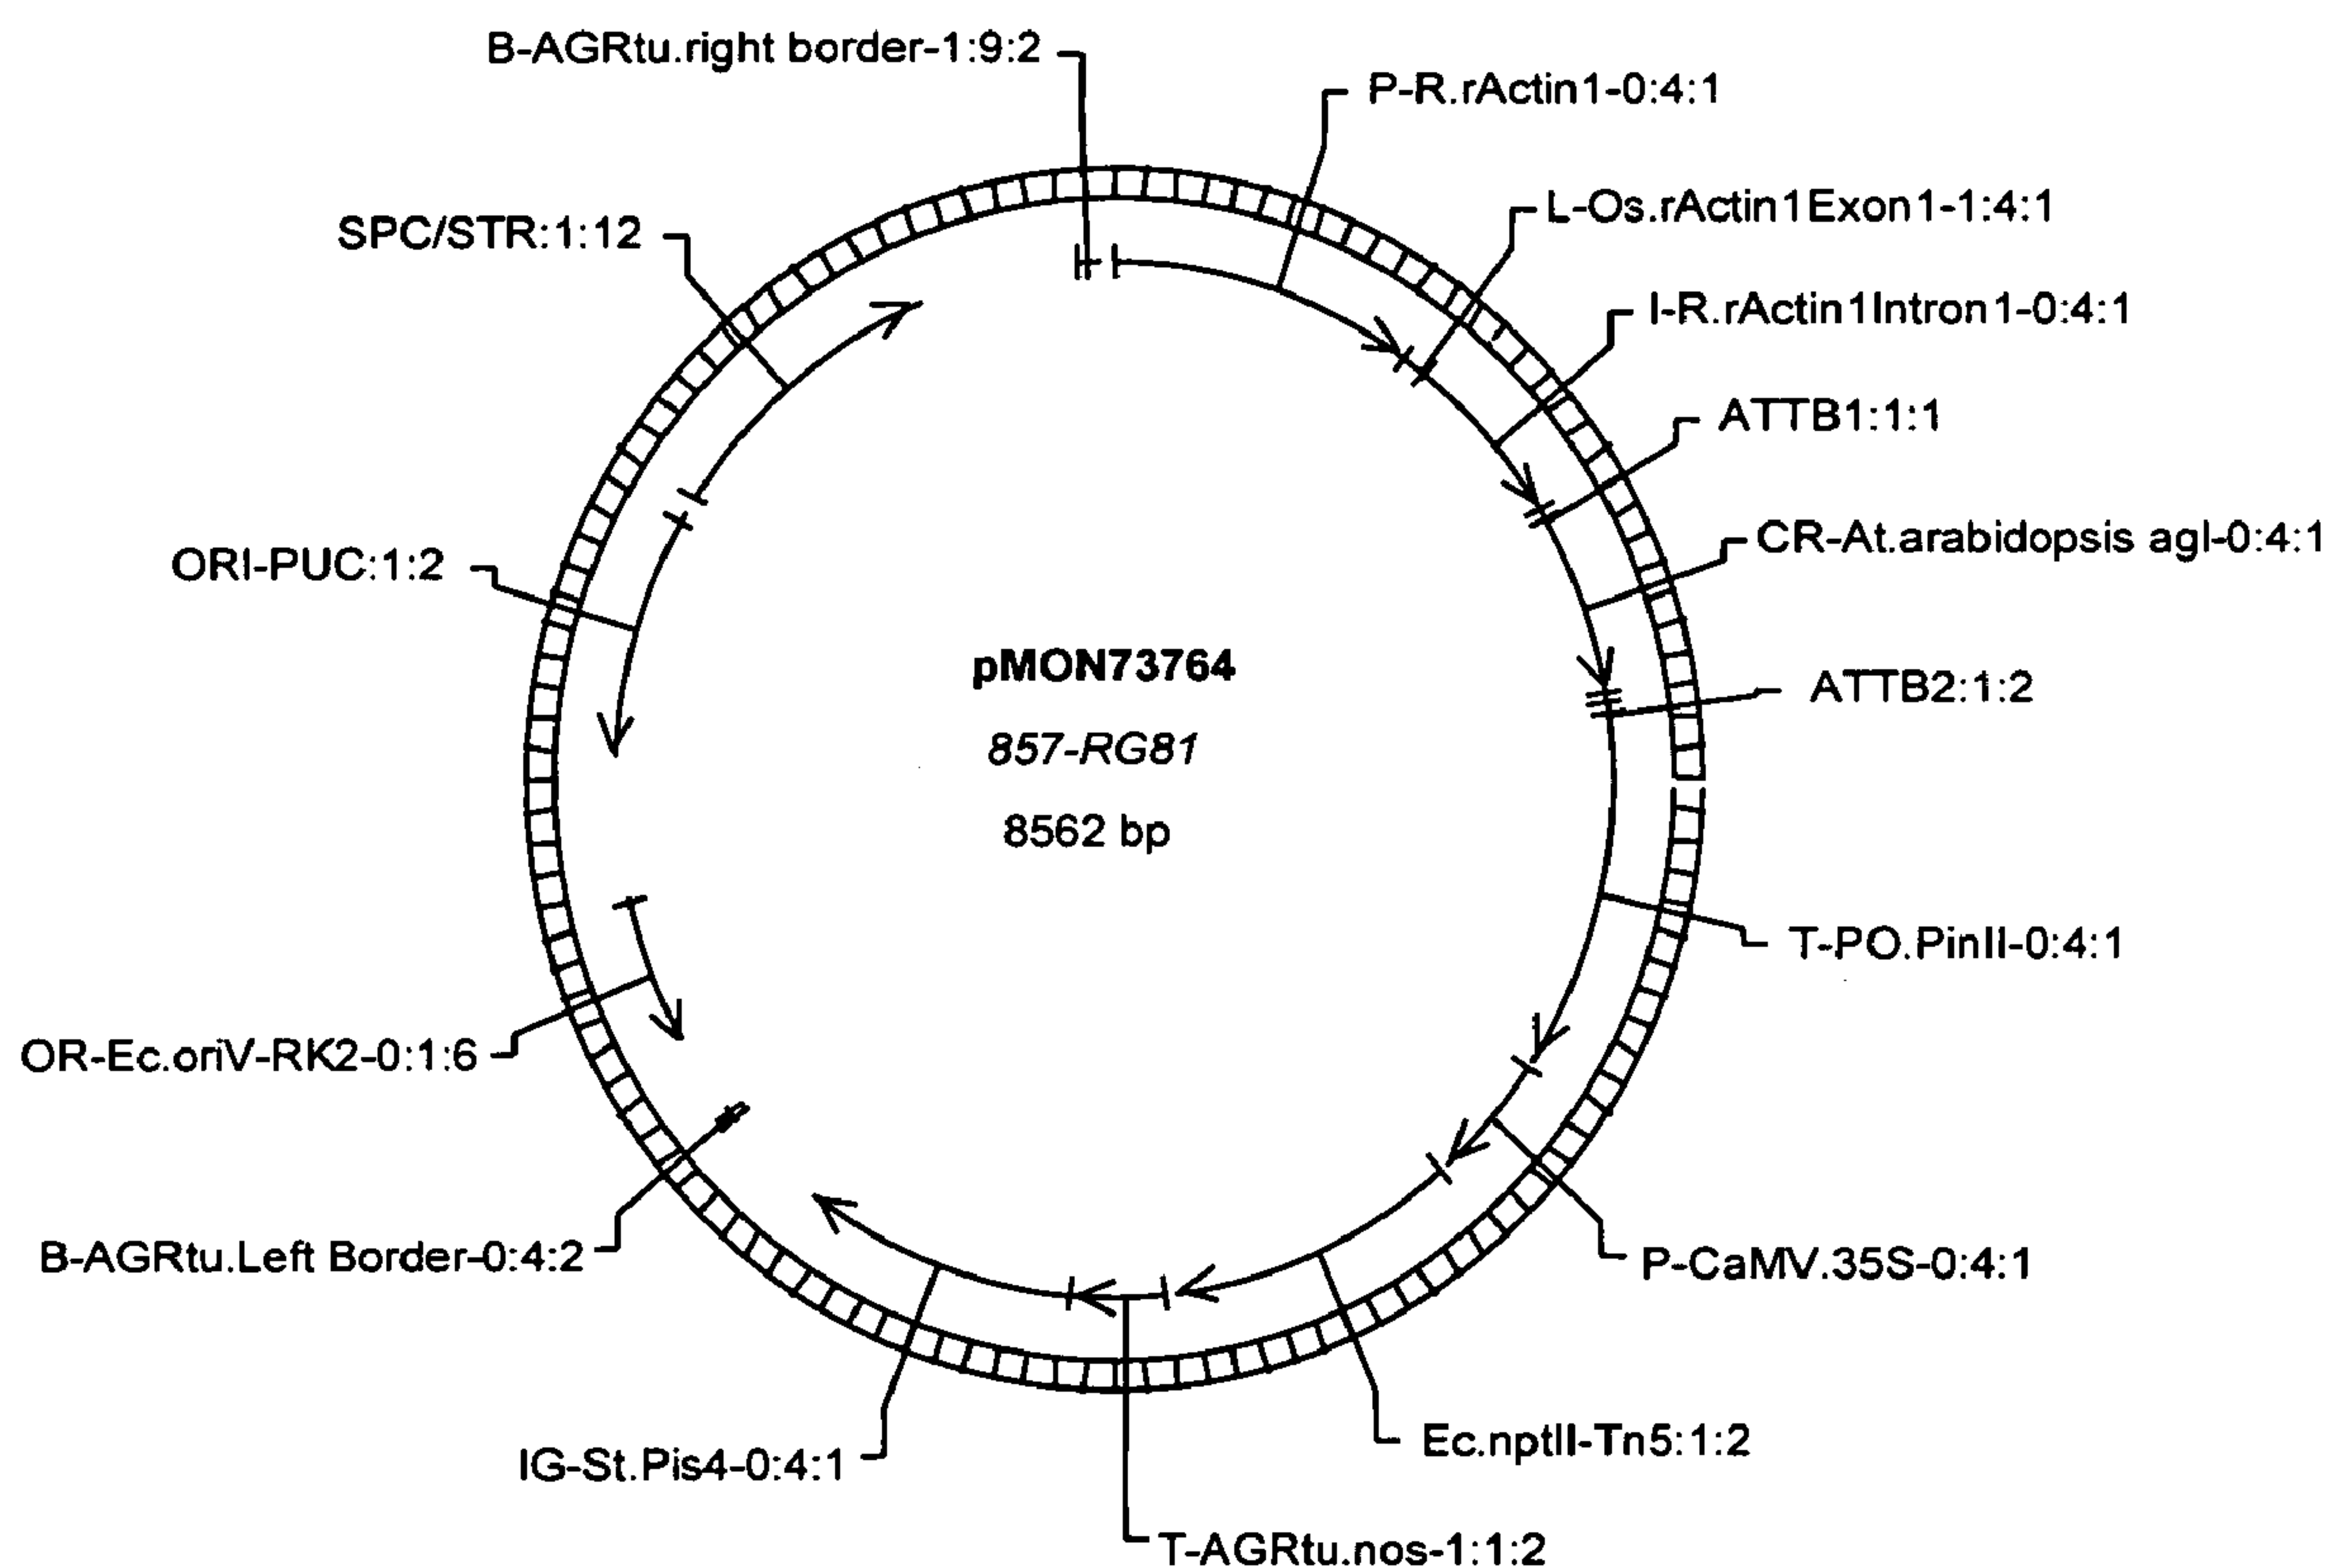 B-AGRtu.right border-1:9:2
P-R.rActin1-0:4:1
SPC/STR:1:12
L-Os.rActin1Exon1-1:4:1
I-R.rActin1Intron1-0:4:1
ATTB1:1:1
CR-At.arabidopsis agl-0:4:1
ORI-PUC:1:2
pMON73764
857-RG81
8562 bp
ATTB2:1:2
T-PO.PinII-0:4:1
OR-Ec.oriV-RK2-0:1:6
B-AGRtu.Left Border-0:4:2
P-CaMV.35S-0:4:1
IG-St.Pis4-0:4:1
Ec.nptII-Tn5:1:2
T-AGRtu.nos-1:1:2